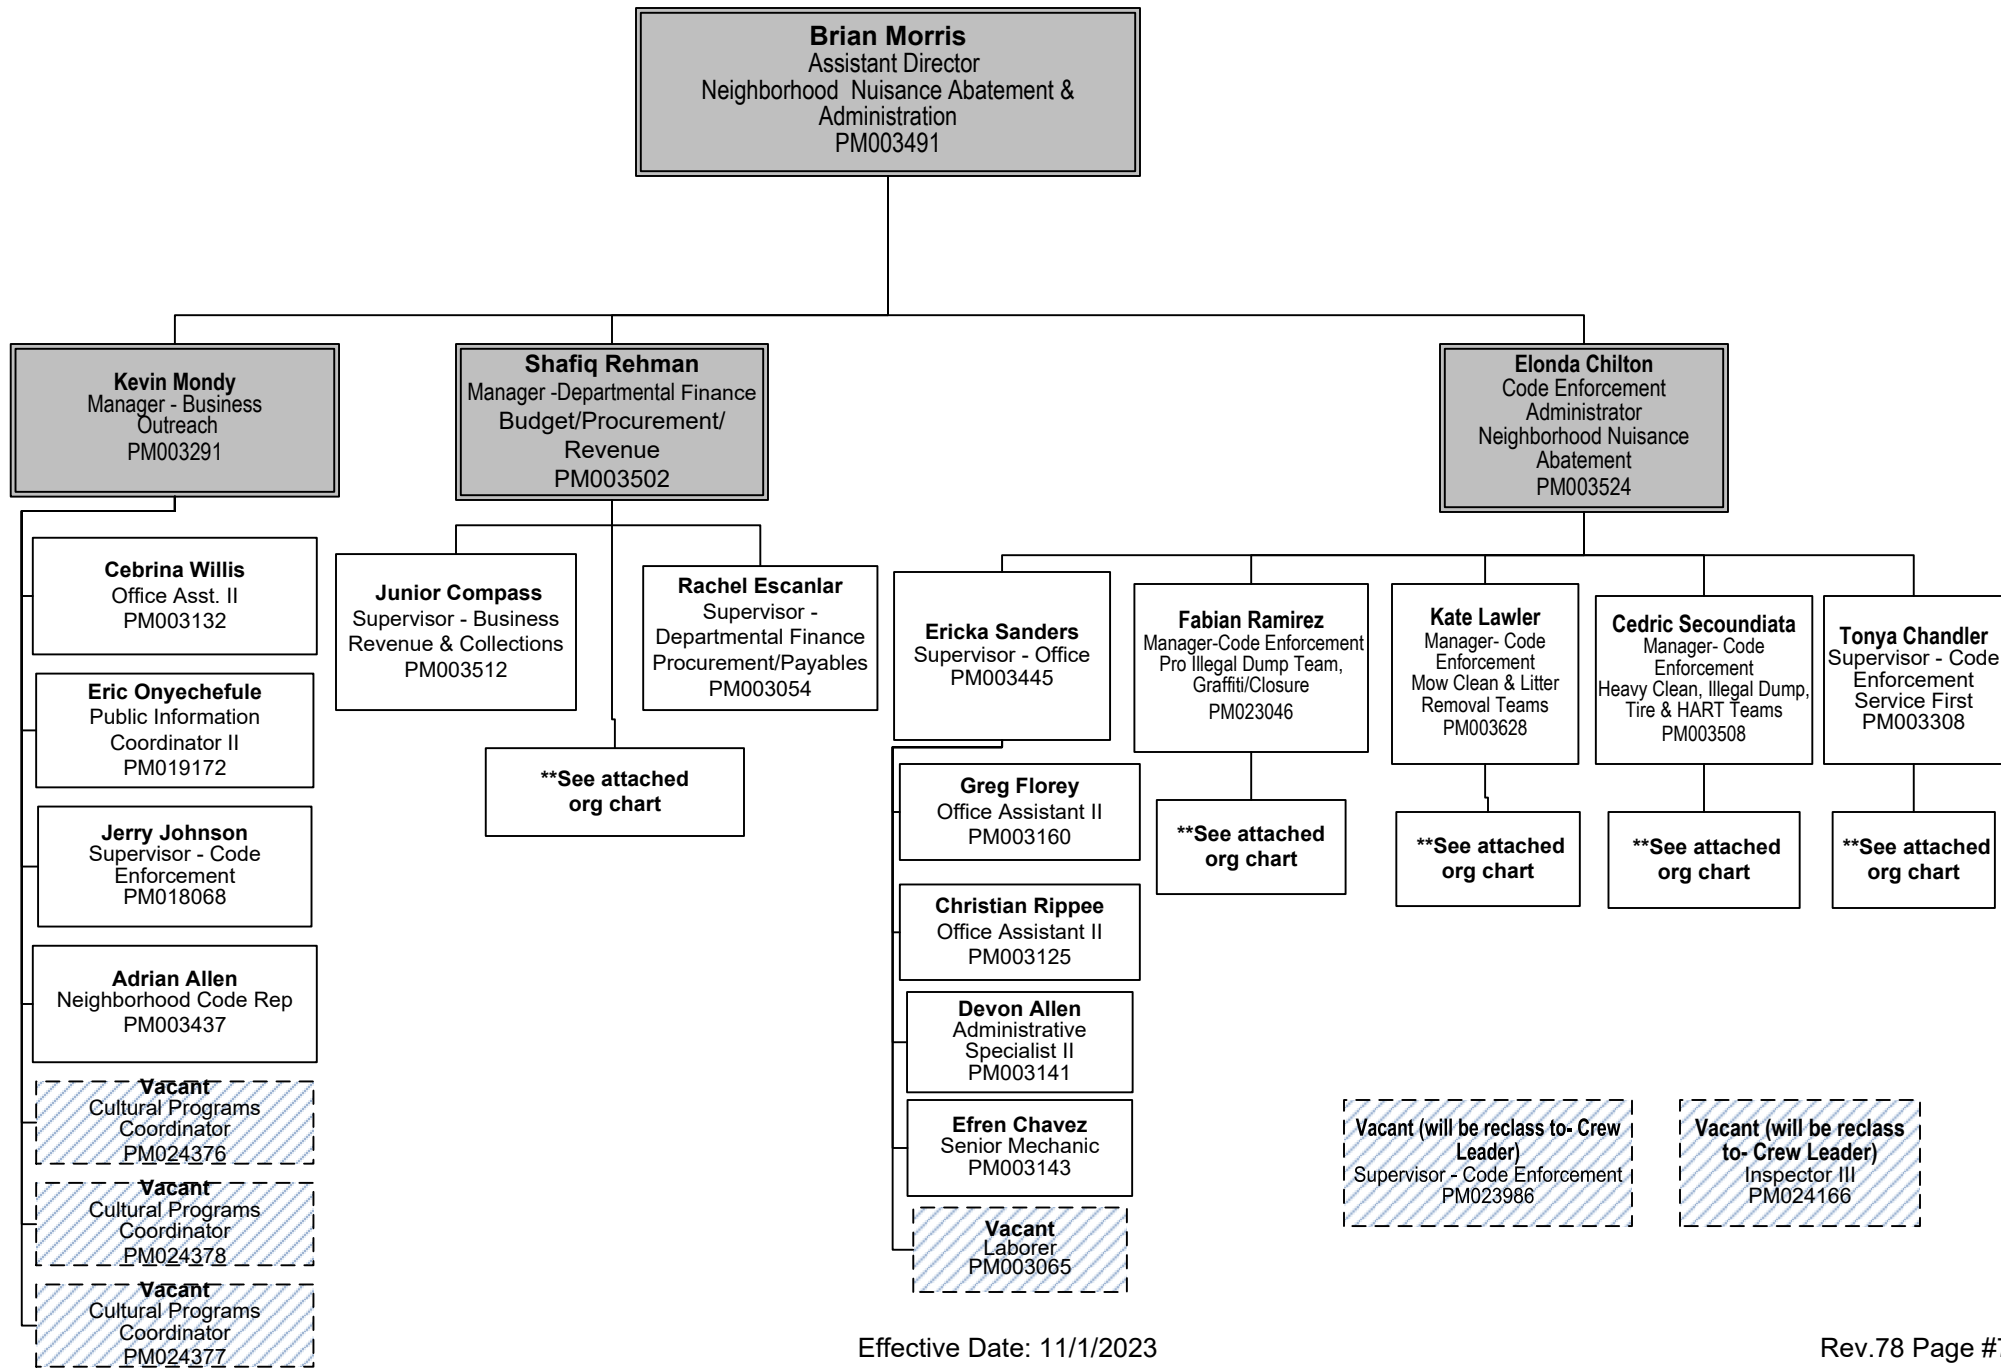 Brian Morris
Assistant Director
Neighborhood Nuisance Abatement &
Administration
PM003491
Kevin Mondy
Manager - Business
Outreach
PM003291
Shafiq Rehman
Manager -Departmental Finance
Budget/Procurement/
Revenue
PM003502
Elonda Chilton
Code Enforcement
Administrator
Neighborhood Nuisance
Abatement
PM003524
Cebrina Willis
Office Asst. II
PM003132
Eric Onyechefule
Public Information
Coordinator II
PM019172
Jerry Johnson
Supervisor - Code
Enforcement
PM018068
Adrian Allen
Neighborhood Code Rep
PM003437
Vacant
Cultural Programs
Coordinator
PM024376
Vacant
Cultural Programs
Coordinator
PM024378
Vacant
Cultural Programs
Coordinator
PM024377
Junior Compass
Supervisor - Business
Revenue & Collections
PM003512
Rachel Escanlar
Supervisor -
Departmental Finance
Procurement/Payables
PM003054
**See attached
org chart
Ericka Sanders
Supervisor - Office
PM003445
Greg Florey
Office Assistant II
PM003160
Christian Rippee
Office Assistant II
PM003125
Devon Allen
Administrative
Specialist II
PM003141
Efren Chavez
Senior Mechanic
PM003143
Vacant
Laborer
PM003065
Fabian Ramirez
Manager-Code Enforcement
Pro Illegal Dump Team,
Graffiti/Closure
PM023046
**See attached
org chart
Kate Lawler
Manager- Code
Enforcement
Mow Clean & Litter
Removal Teams
PM003628
**See attached
org chart
Cedric Secoundiata
Manager- Code
Enforcement
Heavy Clean, Illegal Dump,
Tire & HART Teams
PM003508
**See attached
org chart
Tonya Chandler
Supervisor - Code
Enforcement
Service First
PM003308
**See attached
org chart
Vacant (will be reclass to- Crew
Leader)
Supervisor - Code Enforcement
PM023986
Vacant (will be reclass
to- Crew Leader)
Inspector III
PM024166
Effective Date: 11/1/2023
Rev.78 Page #7